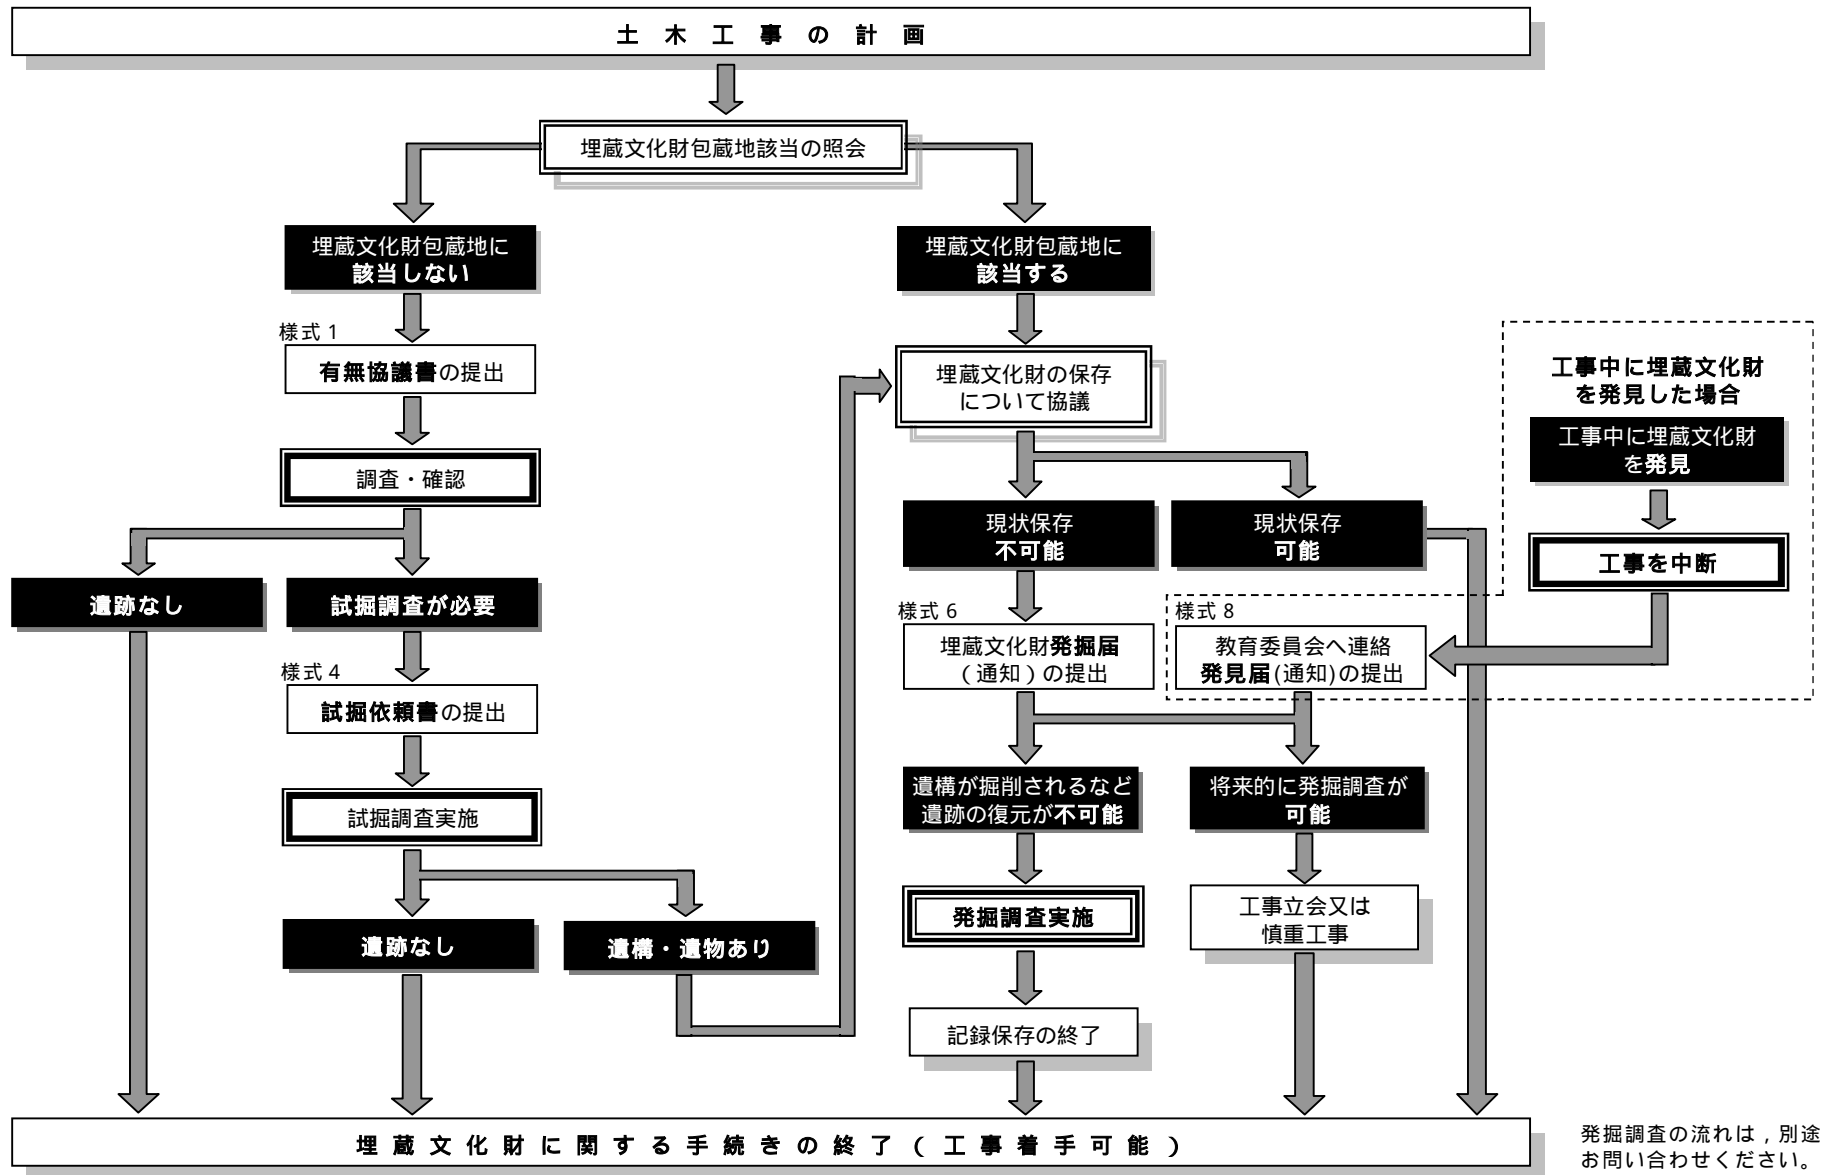 土木工事の計画
埋蔵文化財包蔵地該当の照会
埋蔵文化財包蔵地に
該当しない
様式1
有無協議書の提出
調査・確認
遺跡なし
試掘調査が必要
様式4
試掘依頼書の提出
試掘調査実施
遺跡なし
遺構・遺物あり
埋蔵文化財包蔵地に
該当する
埋蔵文化財の保存
について協議
現状保存
不可能
現状保存
可能
様式6
埋蔵文化財発掘届
(通知)の提出
工事中に埋蔵文化財
を発見した場合
工事中に埋蔵文化財
を発見
工事を中断
様式8
教育委員会へ連絡
発見届(通知)の提出
遺構が掘削されるなど
遺跡の復元が不可能
将来的に発掘調査が
可能
発掘調査実施
工事立会又は
慎重工事
記録保存の終了
埋蔵文化財に関する手続きの終了(工事着手可能)
発掘調査の流れは,別途
お問い合わせください。